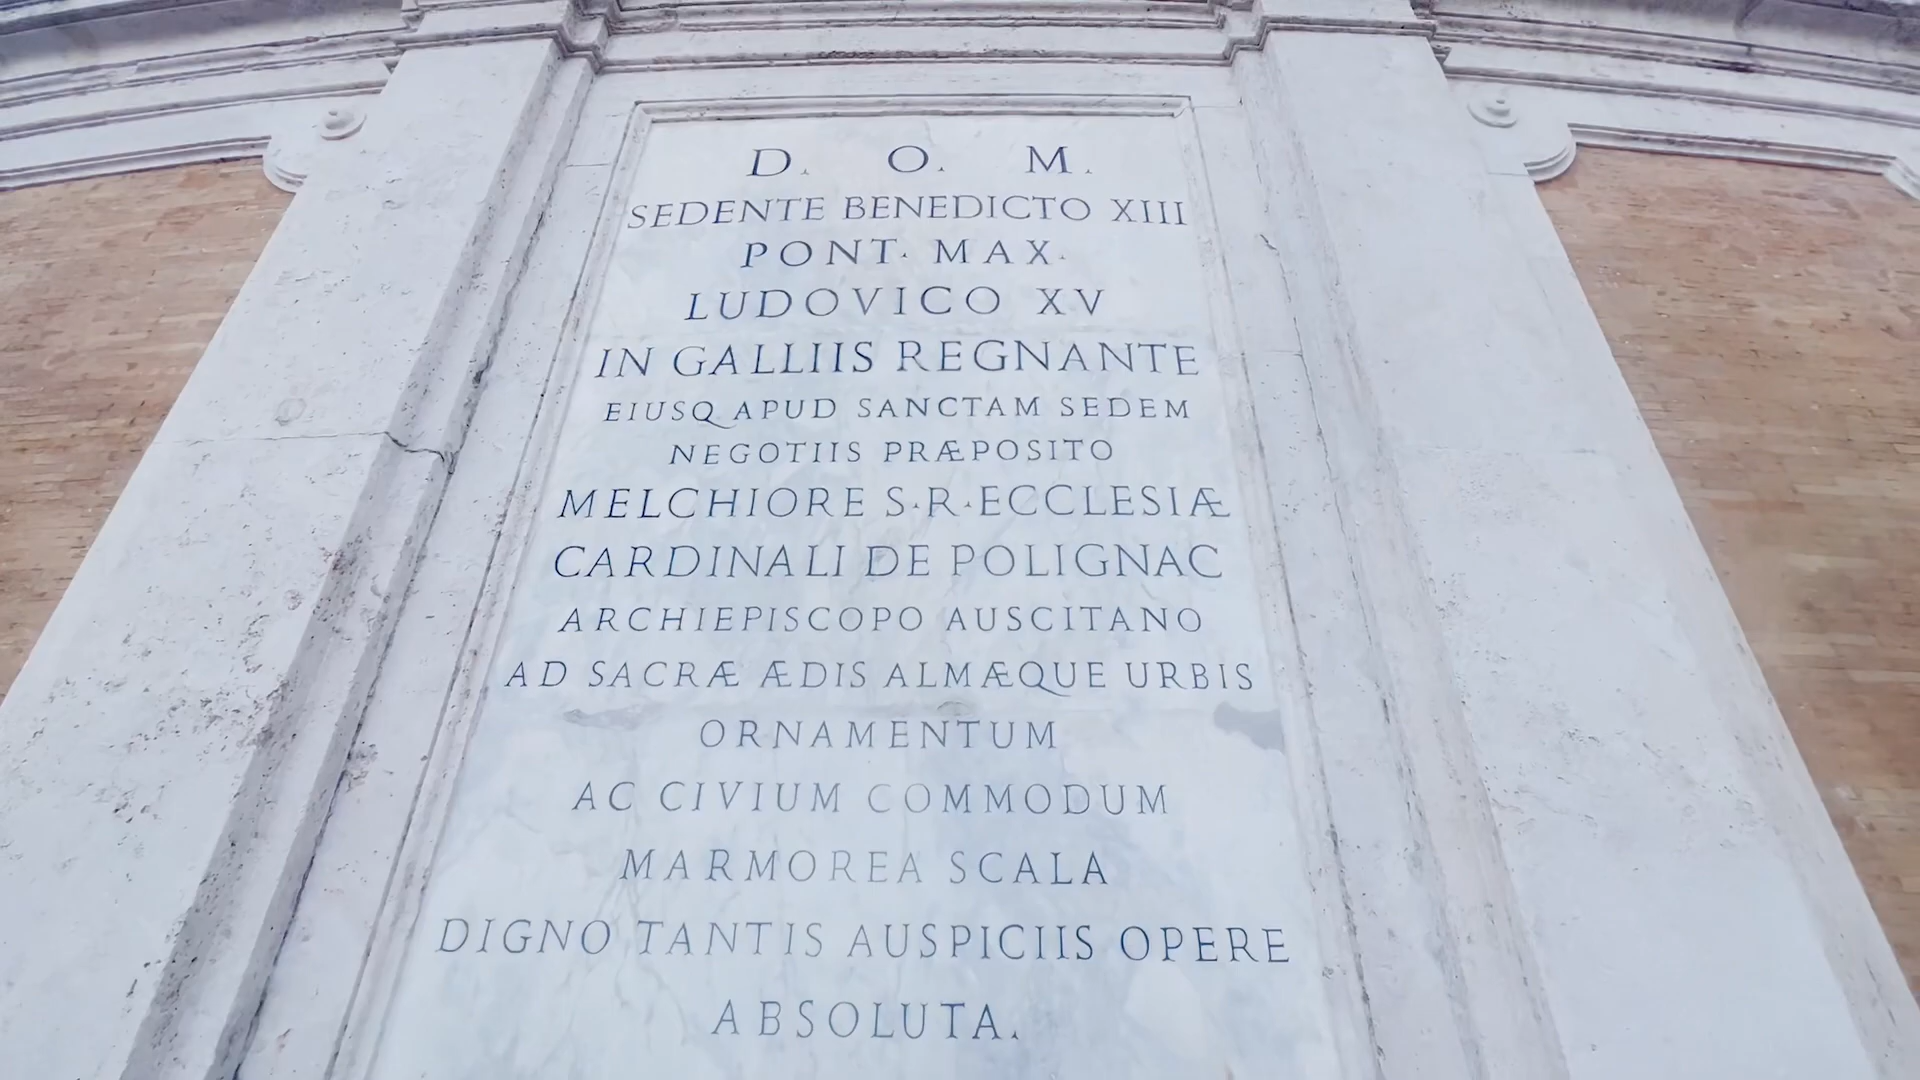 D. O. M.
SEDENTE BENEDICTO XIII
PONT· MAX·
LUDOVICO XV
IN GALLIIS REGNANTE
EIUSQ APUD SANCTAM SEDEM
NEGOTIIS PRÆPOSITO
MELCHIORE S·R·ECCLESIÆ
CARDINALI DE POLIGNAC
ARCHIEPISCOPO AUSCITANO
AD SACRÆ ÆDIS ALMÆQUE URBIS
ORNAMENTUM
AC CIVIUM COMMODUM
MARMOREA SCALA
DIGNO TANTIS AUSPICIIS OPERE
ABSOLUTA.